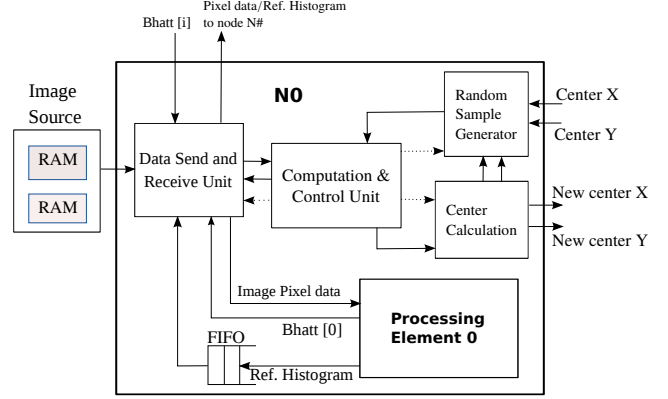 Pixel data/Ref. Histogram
to node N#
Bhatt [i]
N0
Image
Source
RAM
RAM
Data Send and
Receive Unit
Computation &
Control Unit
Random
Sample
Generator
Center X
Center Y
Center
Calculation
New center X
New center Y
Image Pixel data
Bhatt [0]
Processing
Element 0
FIFO
Ref. Histogram